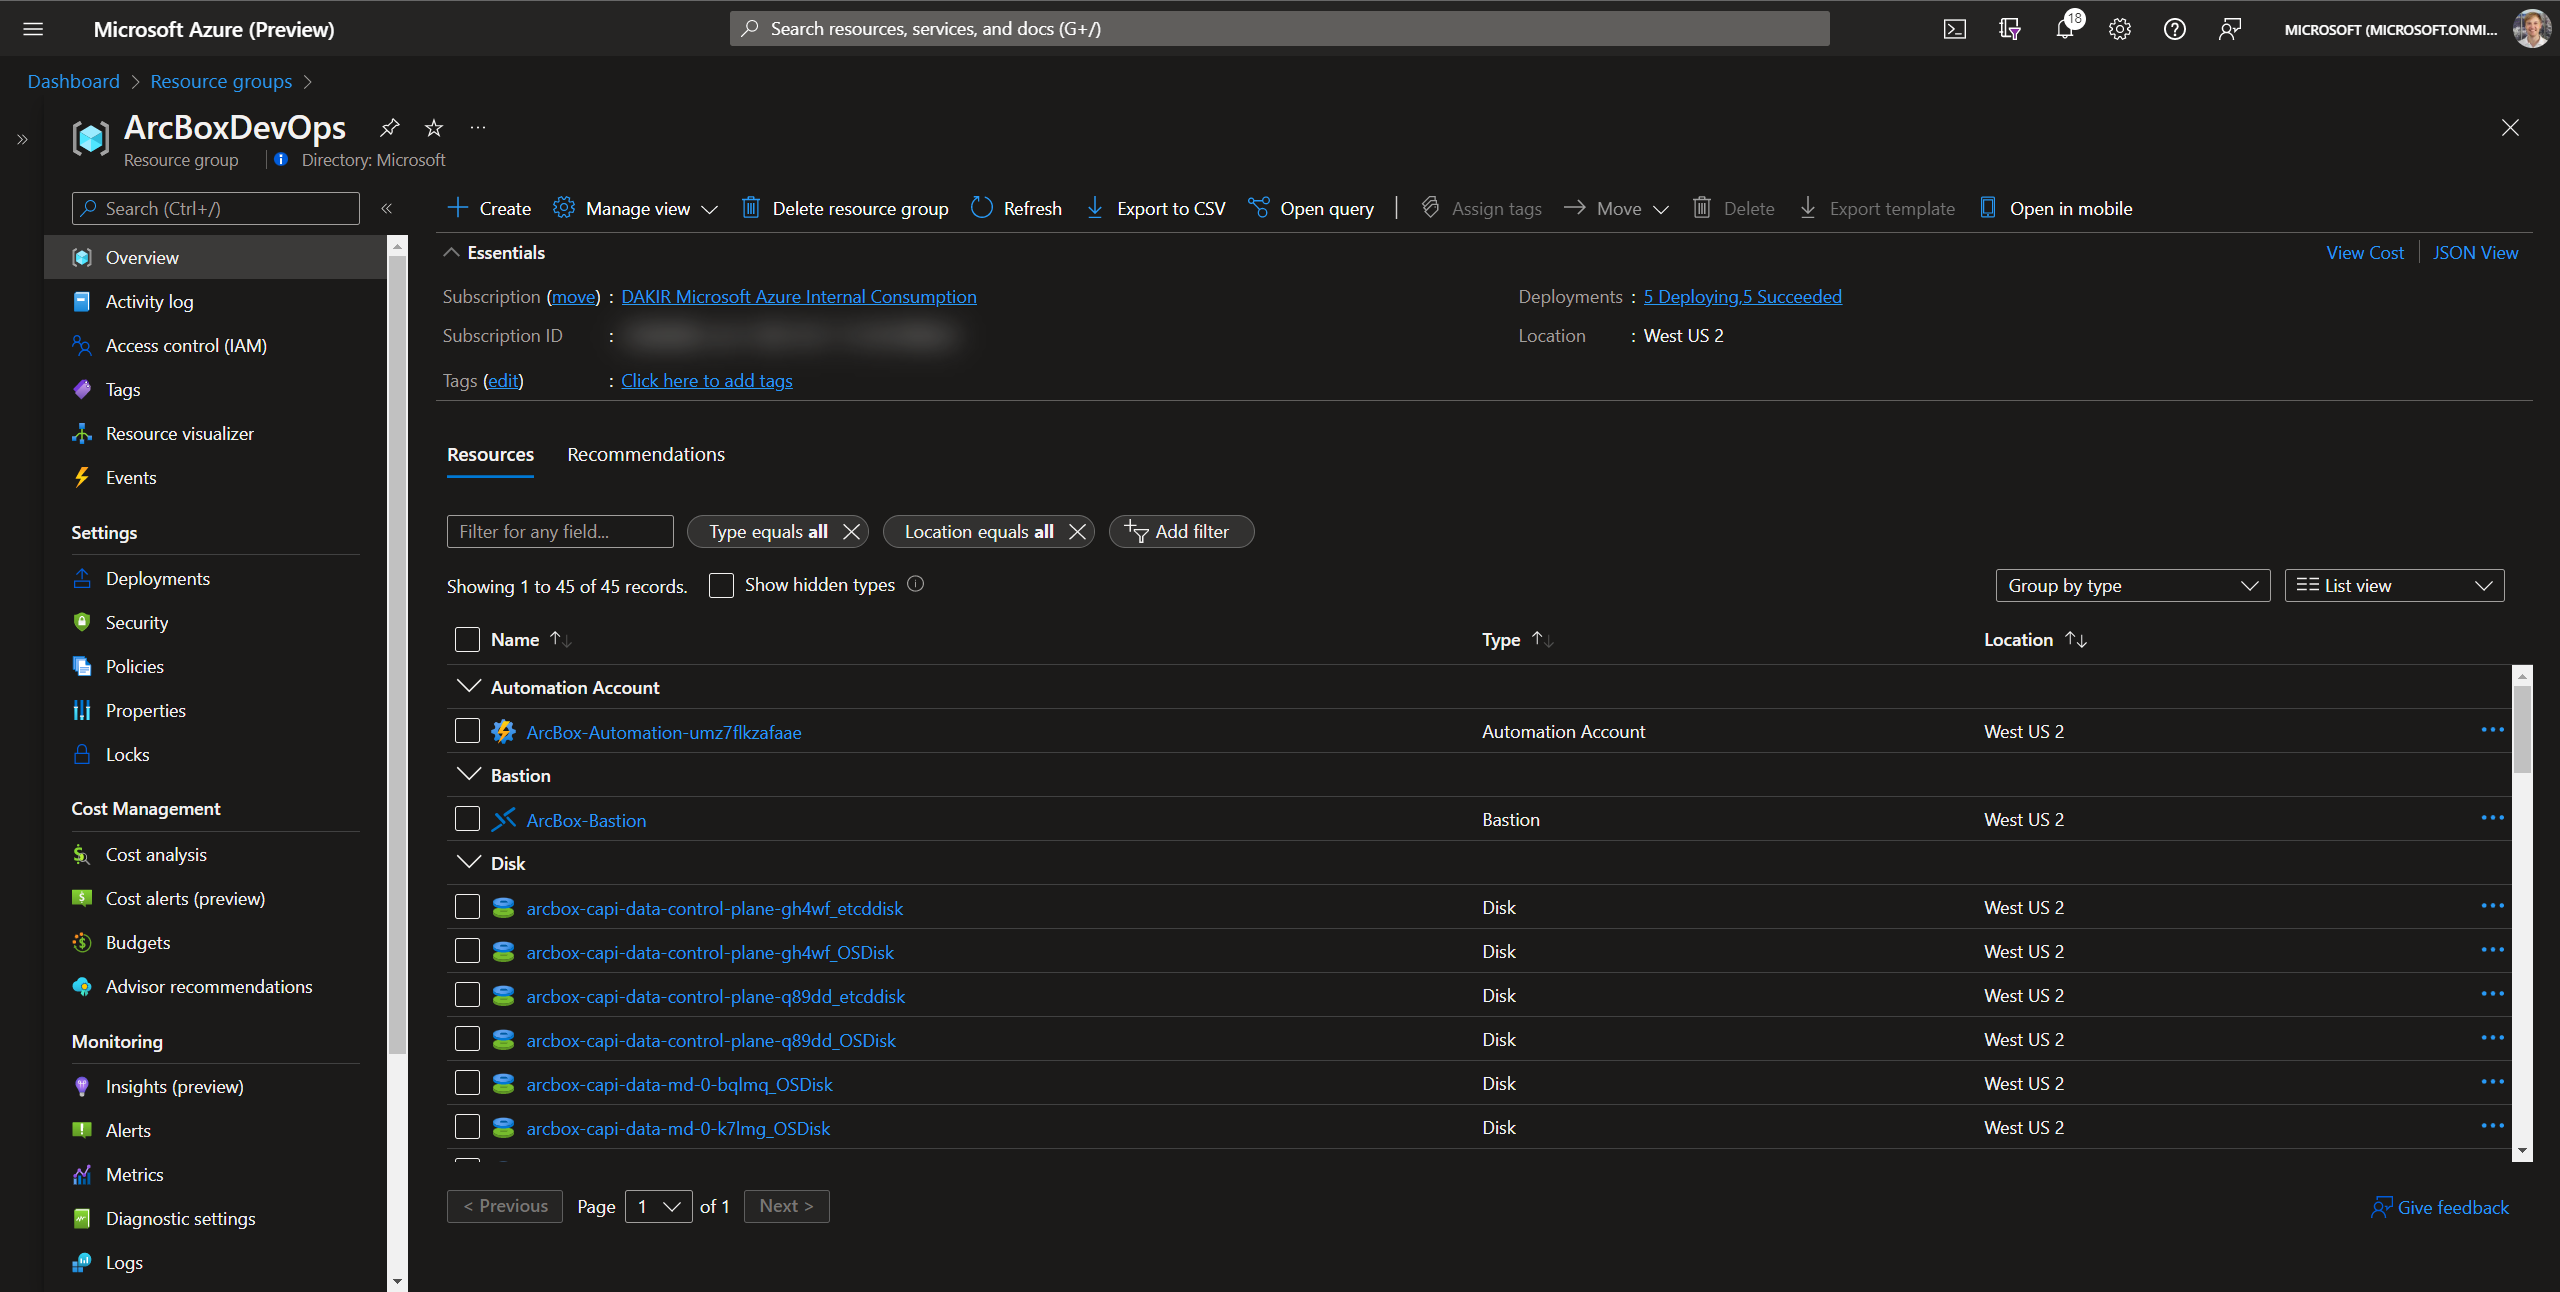 Microsoft Azure (Preview)
Search resources, services, and docs (G+/)
18
MICROSOFT (MICROSOFT.ONMI...
Dashboard > Resource groups >
ArcBoxDevOps
Resource group
Directory: Microsoft
Search (Ctrl+/)
Overview
Activity log
Access control (IAM)
Tags
Resource visualizer
Events
Settings
Deployments
Security
Policies
Properties
Locks
Cost Management
Cost analysis
Cost alerts (preview)
Budgets
Advisor recommendations
Monitoring
Insights (preview)
Alerts
Metrics
Diagnostic settings
Logs
Create Manage view Delete resource group Refresh Export to CSV Open query Assign tags Move Delete Export template Open in mobile
Essentials
View Cost JSON View
Subscription (move) : DAKIR Microsoft Azure Internal Consumption
Deployments : 5 Deploying,5 Succeeded
Subscription ID :
Location : West US 2
Tags (edit) : Click here to add tags
Resources Recommendations
Filter for any field... Type equals all Location equals all Add filter
Showing 1 to 45 of 45 records. Show hidden types
Group by type List view
Name Type Location
Automation Account
ArcBox-Automation-umz7flkzafaae Automation Account West US 2
Bastion
ArcBox-Bastion Bastion West US 2
Disk
arcbox-capi-data-control-plane-gh4wf_etcddisk Disk West US 2
arcbox-capi-data-control-plane-gh4wf_OSDisk Disk West US 2
arcbox-capi-data-control-plane-q89dd_etcddisk Disk West US 2
arcbox-capi-data-control-plane-q89dd_OSDisk Disk West US 2
arcbox-capi-data-md-0-bqlmq_OSDisk Disk West US 2
arcbox-capi-data-md-0-k7lmg_OSDisk Disk West US 2
< Previous Page 1 of 1 Next >
Give feedback